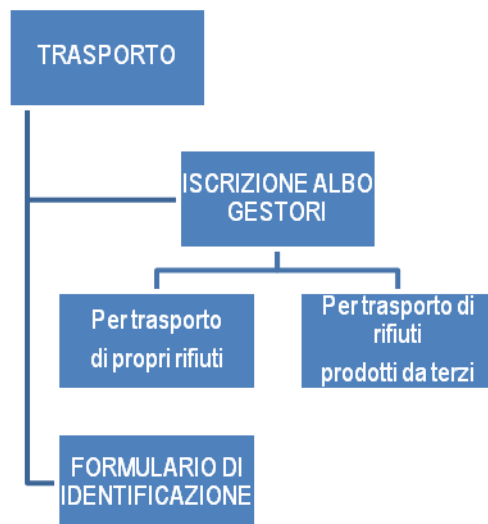 TRASPORTO
ISCRIZIONE ALBO
GESTORI
Per trasporto
di propri rifiuti
Per trasporto di
rifiuti
prodotti da terzi
FORMULARIO DI
IDENTIFICAZIONE